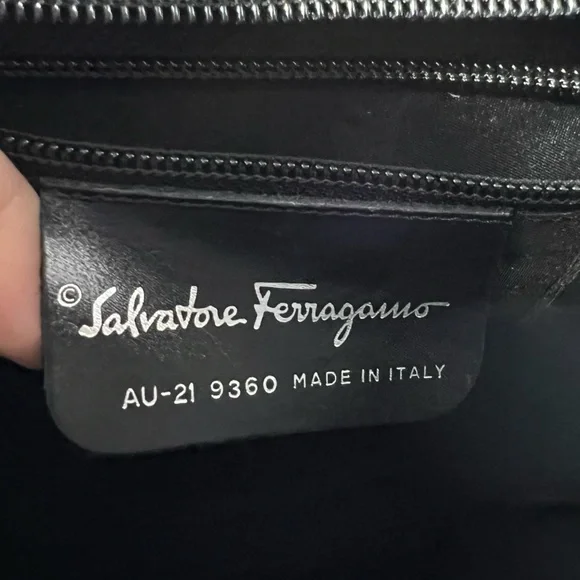 © Salvatore Ferragamo
AU-21 9360 MADE IN ITALY